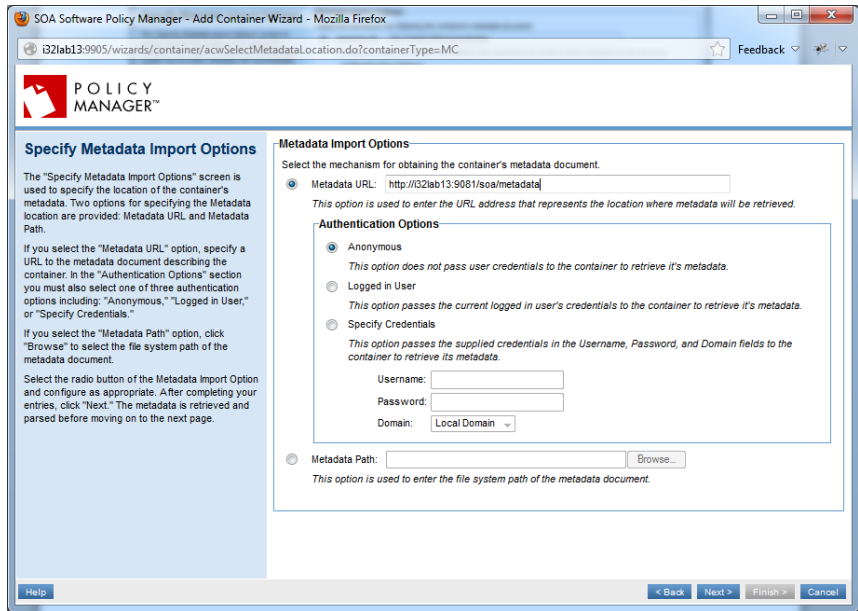 SOA Software Policy Manager - Add Container Wizard - Mozilla Firefox
i32lab13:9905/wizards/container/acwSelectMetadataLocation.do?containerType=MC
Feedback
POLICY
MANAGER™
Specify Metadata Import Options
The "Specify Metadata Import Options" screen is
used to specify the location of the container's
metadata. Two options for specifying the Metadata
location are provided: Metadata URL and Metadata
Path.
If you select the "Metadata URL" option, specify a
URL to the metadata document describing the
container. In the "Authentication Options" section
you must also select one of three authentication
options including: "Anonymous," "Logged in User,"
or "Specify Credentials."
If you select the "Metadata Path" option, click
"Browse" to select the file system path of the
metadata document.
Select the radio button of the Metadata Import Option
and configure as appropriate. After completing your
entries, click "Next." The metadata is retrieved and
parsed before moving on to the next page.
Metadata Import Options
Select the mechanism for obtaining the container's metadata document.
Metadata URL: http://i32lab13:9081/soa/metadata
This option is used to enter the URL address that represents the location where metadata will be retrieved.
Authentication Options
Anonymous
This option does not pass user credentials to the container to retrieve it's metadata.
Logged in User
This option passes the current logged in user's credentials to the container to retrieve it's metadata.
Specify Credentials
This option passes the supplied credentials in the Username, Password, and Domain fields to the
container to retrieve its metadata.
Username:
Password:
Domain: Local Domain
Metadata Path: Browse...
This option is used to enter the file system path of the metadata document.
Help
< Back Next > Finish > Cancel